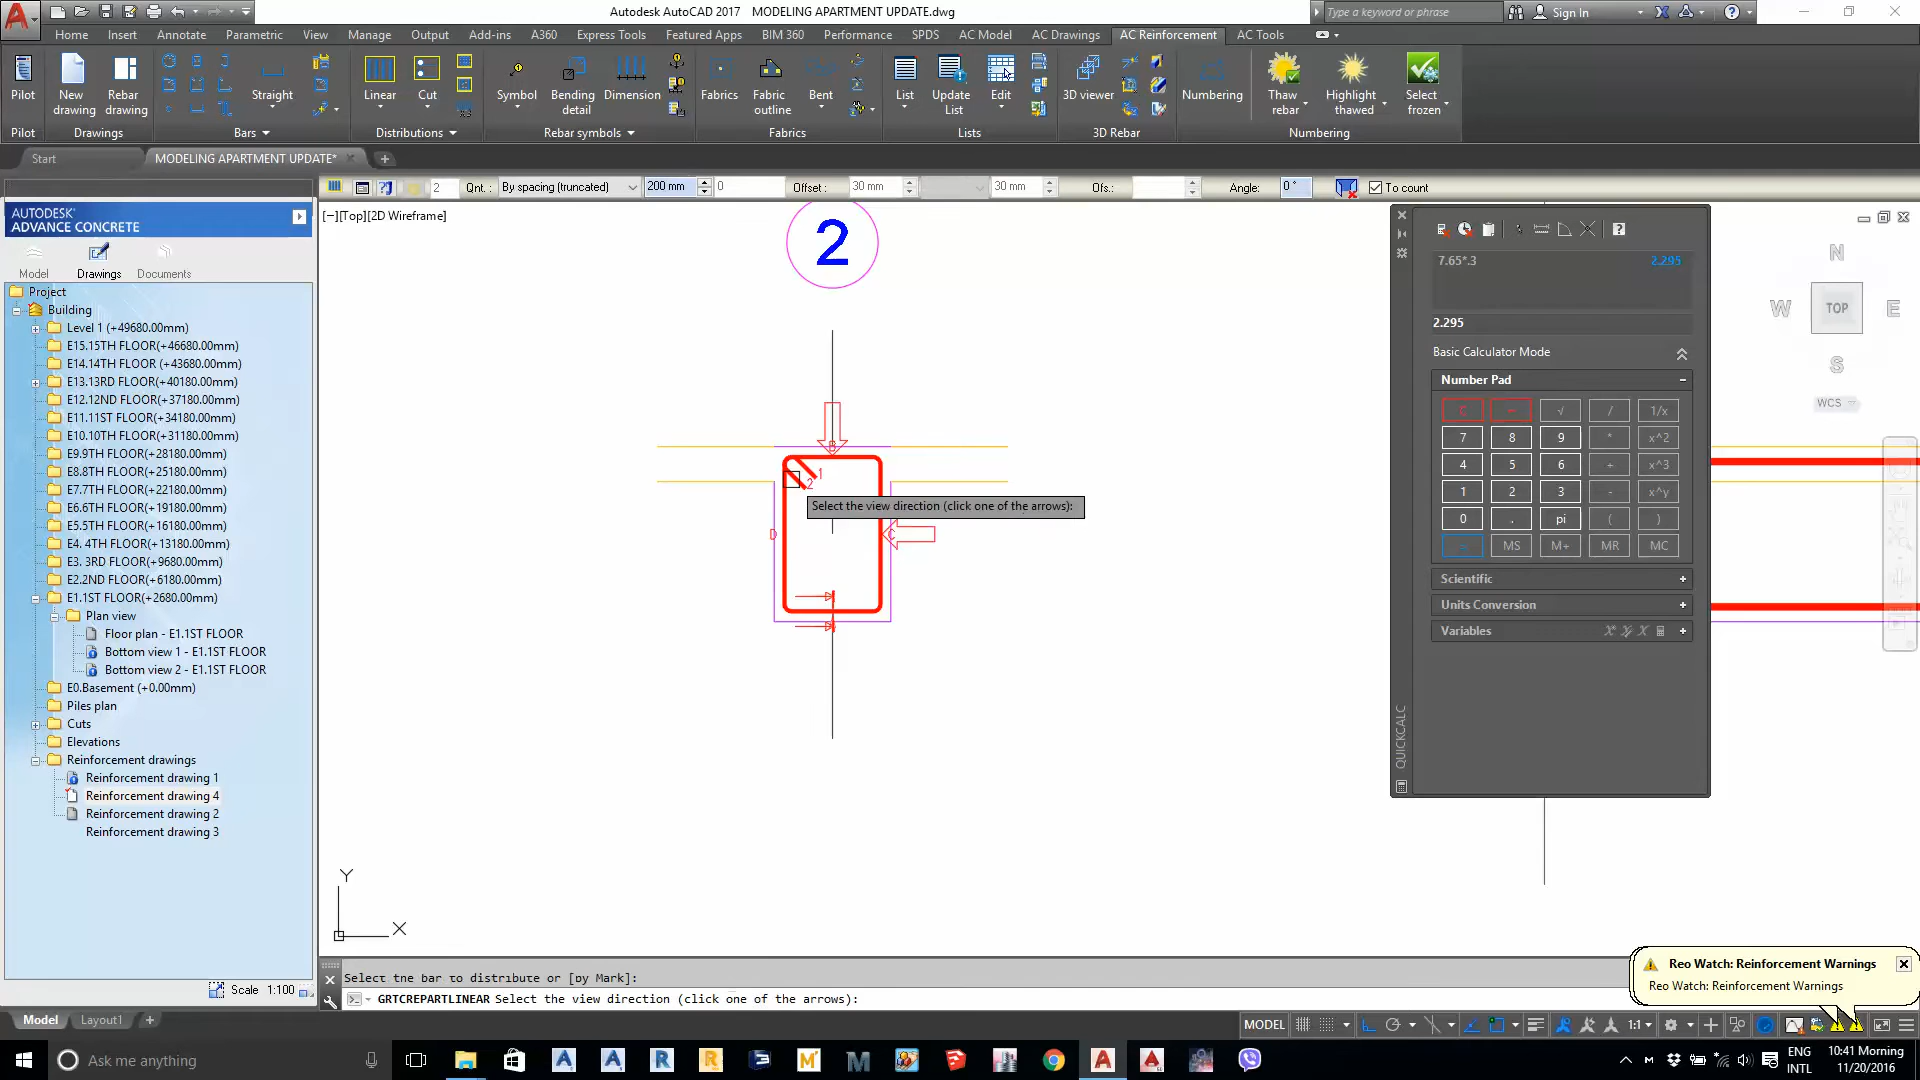 Autodesk AutoCAD 2017 MODELING APARTMENT UPDATE.dwg
Type a keyword or phrase
Sign In
Home Insert Annotate Parametric View Manage Output Add-ins A360 Express Tools Featured Apps BIM 360 Performance SPDS AC Model AC Drawings AC Reinforcement AC Tools
Pilot New drawing Rebar drawing Straight Linear Cut Symbol Bending detail Dimension Fabrics Fabric outline Bent List Update List Edit 3D viewer Numbering Thaw rebar Highlight thawed Select frozen
Pilot Drawings Bars Distributions Rebar symbols Fabrics Lists 3D Rebar Numbering
Start MODELING APARTMENT UPDATE*
2 Qnt. : By spacing (truncated) 200 mm 0 Offset : 30 mm 30 mm Ofs.: Angle: 0 ° To count
AUTODESK'
ADVANCE CONCRETE
Model Drawings Documents
Project
Building
Level 1 (+49680.00mm)
E15.15TH FLOOR(+46680.00mm)
E14.14TH FLOOR (+43680.00mm)
E13.13RD FLOOR(+40180.00mm)
E12.12ND FLOOR(+37180.00mm)
E11.11ST FLOOR(+34180.00mm)
E10.10TH FLOOR(+31180.00mm)
E9.9TH FLOOR(+28180.00mm)
E8.8TH FLOOR(+25180.00mm)
E7.7TH FLOOR(+22180.00mm)
E6.6TH FLOOR(+19180.00mm)
E5.5TH FLOOR(+16180.00mm)
E4. 4TH FLOOR(+13180.00mm)
E3. 3RD FLOOR(+9680.00mm)
E2.2ND FLOOR(+6180.00mm)
E1.1ST FLOOR(+2680.00mm)
Plan view
Floor plan - E1.1ST FLOOR
Bottom view 1 - E1.1ST FLOOR
Bottom view 2 - E1.1ST FLOOR
E0.Basement (+0.00mm)
Piles plan
Cuts
Elevations
Reinforcement drawings
Reinforcement drawing 1
Reinforcement drawing 4
Reinforcement drawing 2
Reinforcement drawing 3
Scale 1:100
[−][Top][2D Wireframe]
2
B
1
2
D
C
Select the view direction (click one of the arrows):
Y
X
7.65*.3 2.295
2.295
Basic Calculator Mode
Number Pad
C √ / 1/x
7 8 9 * x^2
4 5 6 + x^3
1 2 3 - x^y
0 . pi ( )
= MS M+ MR MC
Scientific
Units Conversion
Variables
QUICKCALC
N
W TOP E
S
WCS
Select the bar to distribute or [by Mark]:
GRTCREPARTLINEAR Select the view direction (click one of the arrows):
Reo Watch: Reinforcement Warnings
Reo Watch: Reinforcement Warnings
Model Layout1
MODEL 1:1
Ask me anything
ENG
INTL
10:41 Morning
11/20/2016